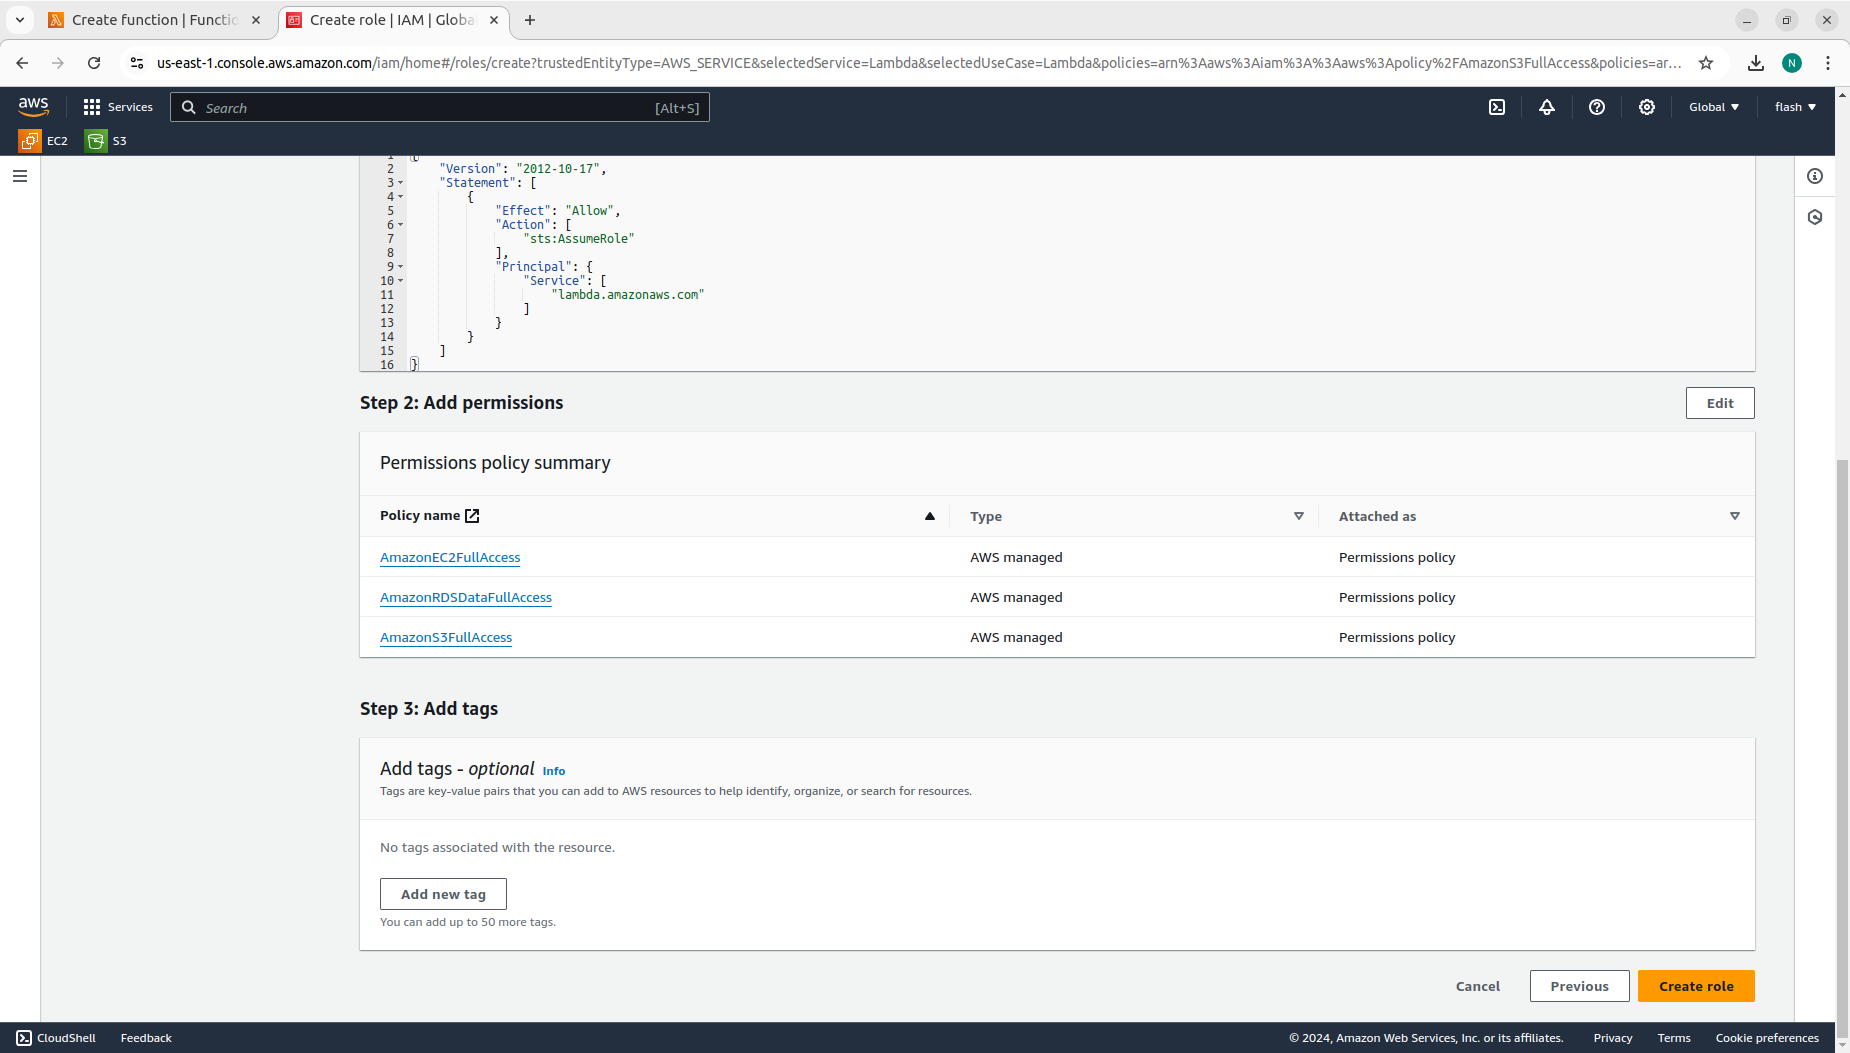 Create function | Functio
Create role | IAM | Globa
us-east-1.console.aws.amazon.com/iam/home#/roles/create?trustedEntityType=AWS_SERVICE&selectedService=Lambda&selectedUseCase=Lambda&policies=arn%3Aaws%3Aiam%3A%3Aaws%3Apolicy%2FAmazonS3FullAccess&policies=ar...
N
aws
Services
Search
[Alt+S]
Global
flash
EC2
S3
1 {
2 "Version": "2012-10-17",
3 "Statement": [
4 {
5 "Effect": "Allow",
6 "Action": [
7 "sts:AssumeRole"
8 ],
9 "Principal": {
10 "Service": [
11 "lambda.amazonaws.com"
12 ]
13 }
14 }
15 ]
16 }
Step 2: Add permissions
Edit
Permissions policy summary
Policy name
Type
Attached as
AmazonEC2FullAccess
AWS managed
Permissions policy
AmazonRDSDataFullAccess
AWS managed
Permissions policy
AmazonS3FullAccess
AWS managed
Permissions policy
Step 3: Add tags
Add tags - optional Info
Tags are key-value pairs that you can add to AWS resources to help identify, organize, or search for resources.
No tags associated with the resource.
Add new tag
You can add up to 50 more tags.
Cancel
Previous
Create role
CloudShell
Feedback
© 2024, Amazon Web Services, Inc. or its affiliates.
Privacy
Terms
Cookie preferences